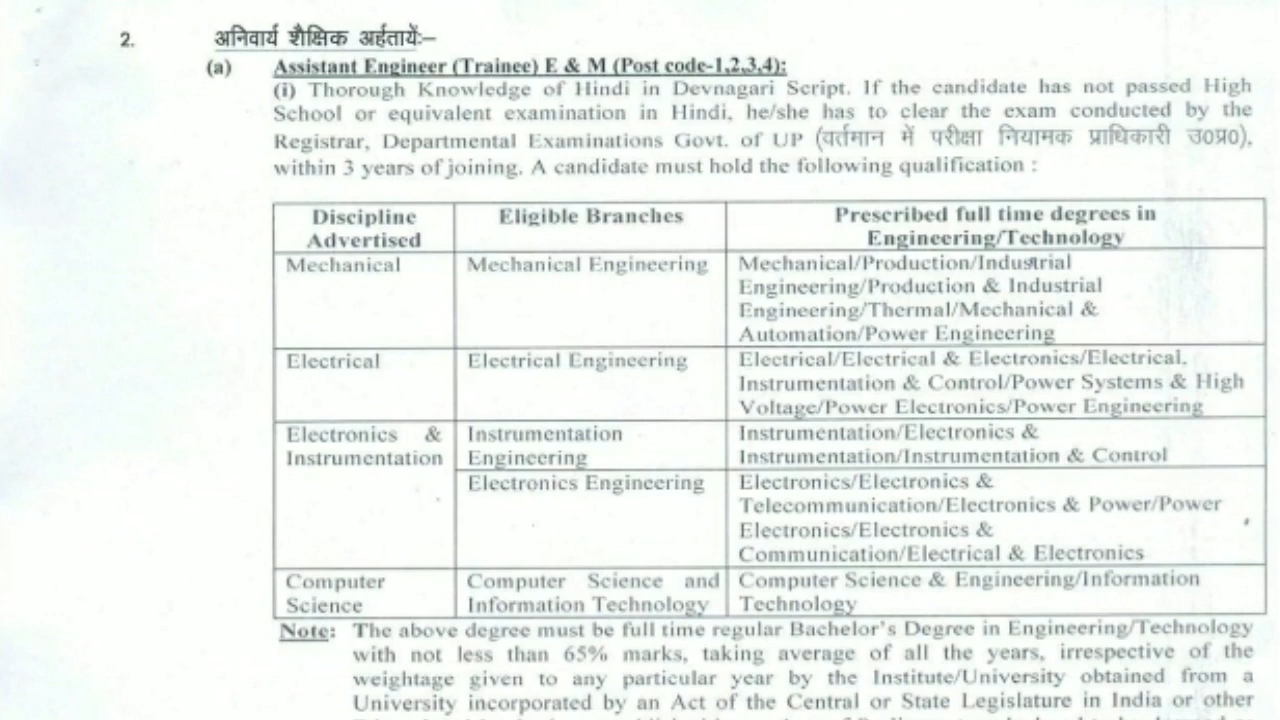 2. अनिवार्य शैक्षिक अर्हतायें:–
(a) Assistant Engineer (Trainee) E & M (Post code-1,2,3,4):
(i) Thorough Knowledge of Hindi in Devnagari Script. If the candidate has not passed High
School or equivalent examination in Hindi, he/she has to clear the exam conducted by the
Registrar, Departmental Examinations Govt. of UP (वर्तमान में परीक्षा नियामक प्राधिकारी उ0प्र0),
within 3 years of joining. A candidate must hold the following qualification :
Discipline
Advertised
Eligible Branches
Prescribed full time degrees in
Engineering/Technology
Mechanical
Mechanical Engineering
Mechanical/Production/Industrial
Engineering/Production & Industrial
Engineering/Thermal/Mechanical &
Automation/Power Engineering
Electrical
Electrical Engineering
Electrical/Electrical & Electronics/Electrical,
Instrumentation & Control/Power Systems & High
Voltage/Power Electronics/Power Engineering
Electronics &
Instrumentation
Instrumentation
Engineering
Instrumentation/Electronics &
Instrumentation/Instrumentation & Control
Electronics Engineering
Electronics/Electronics &
Telecommunication/Electronics & Power/Power
Electronics/Electronics &
Communication/Electrical & Electronics
Computer
Science
Computer Science and
Information Technology
Computer Science & Engineering/Information
Technology
Note: The above degree must be full time regular Bachelor's Degree in Engineering/Technology
with not less than 65% marks, taking average of all the years, irrespective of the
weightage given to any particular year by the Institute/University obtained from a
University incorporated by an Act of the Central or State Legislature in India or other